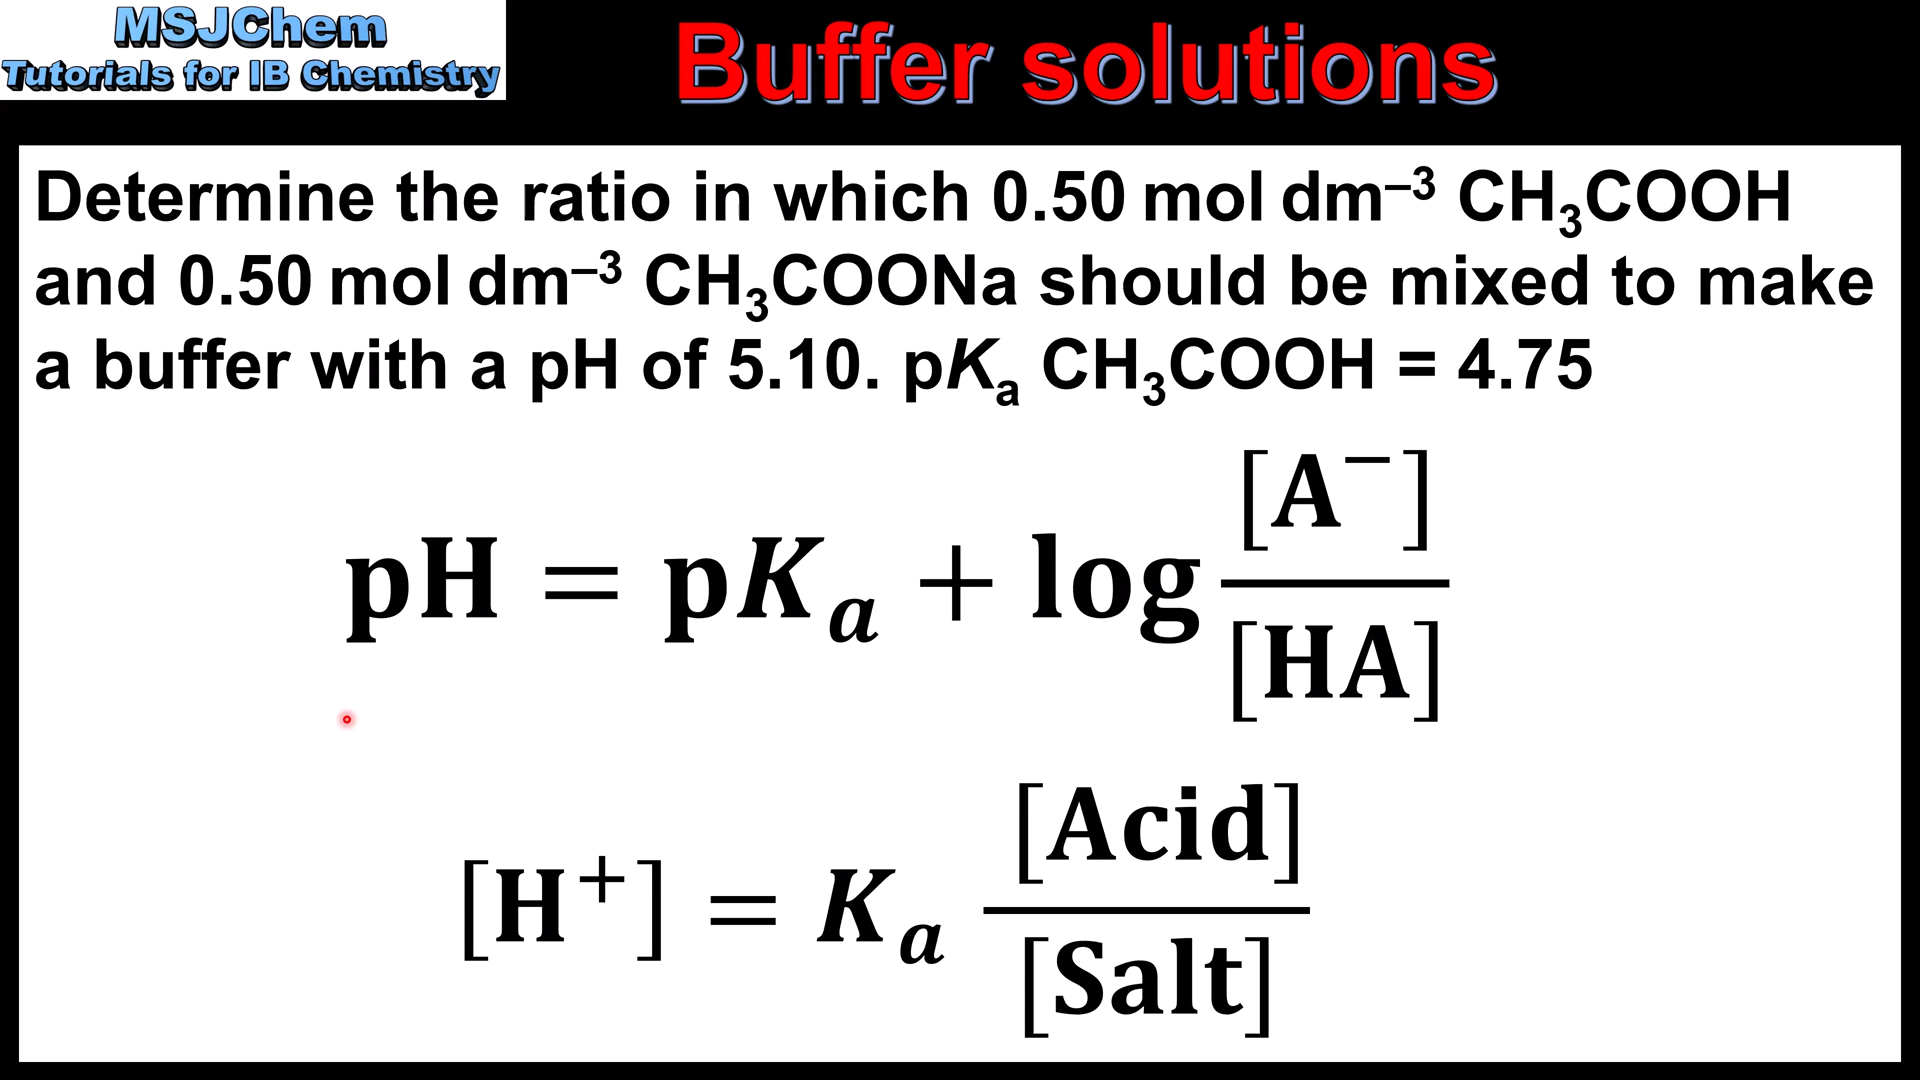 MSJChem
Tutorials for IB Chemistry
Buffer solutions
Determine the ratio in which 0.50 mol dm⁻³ CH₃COOH
and 0.50 mol dm⁻³ CH₃COONa should be mixed to make
a buffer with a pH of 5.10. pKₐ CH₃COOH = 4.75
pH = pKₐ + log [A⁻] / [HA]
[H⁺] = Kₐ [Acid] / [Salt]